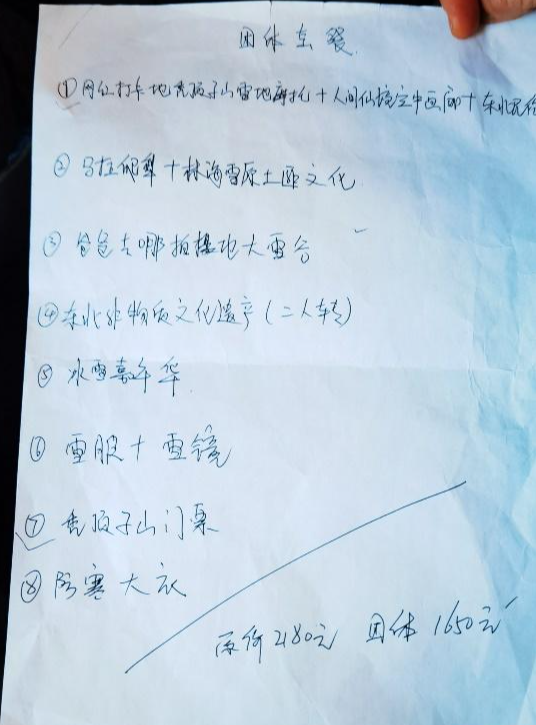 团体套餐
①网红打卡地秃顶子山雪地摩托+人间仙境空中画廊+东北民俗
②马拉爬犁+林海雪原土匪文化
③爸爸去哪拍摄地大雪谷
④东北非物质文化遗产(二人转)
⑤冰雪嘉年华
⑥雪服+雪镜
⑦秃顶子山门票
⑧防寒大衣
原价2180元 团体1650元